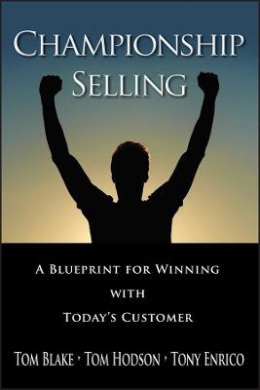 CHAMPIONSHIP
SELLING
A BLUEPRINT FOR WINNING
WITH
TODAY'S CUSTOMER
TOM BLAKE · TOM HODSON · TONY ENRICO